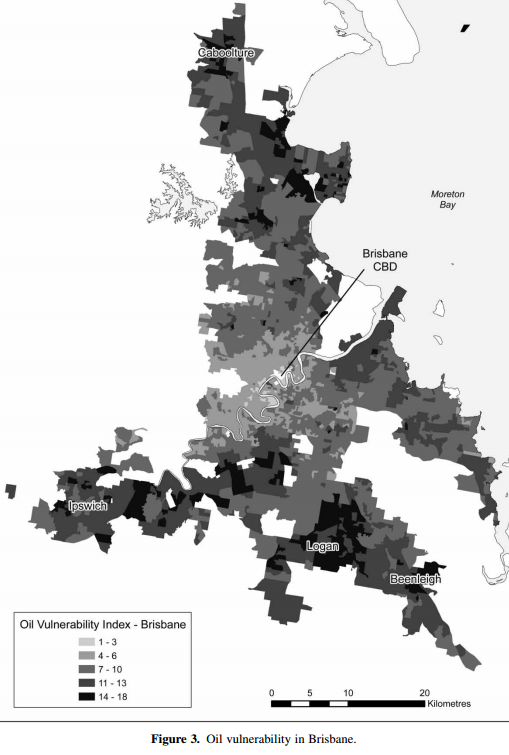 Caboolture
Moreton
Bay
Brisbane
CBD
Ipswich
Logan
Beenleigh
Oil Vulnerability Index - Brisbane
1 - 3
4 - 6
7 - 10
11 - 13
14 - 18
0 5 10 20
Kilometres
Figure 3. Oil vulnerability in Brisbane.